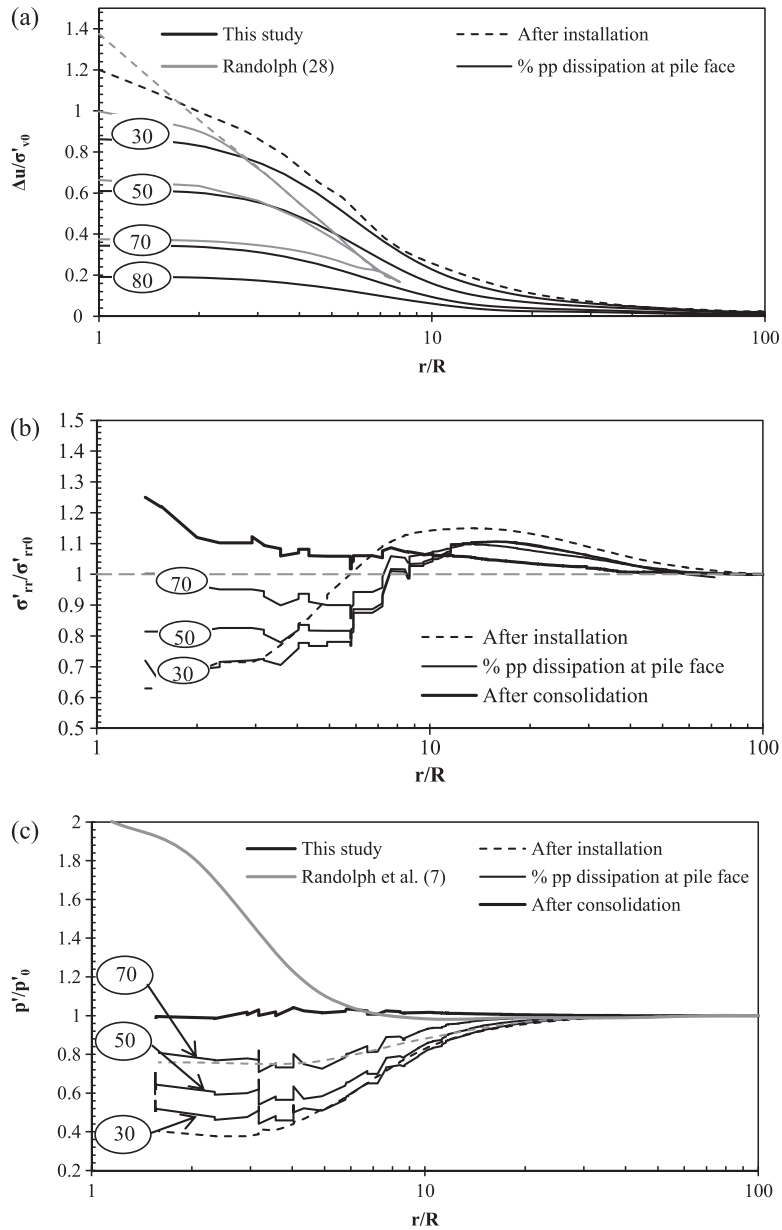 (a)
This study
After installation
Randolph (28)
% pp dissipation at pile face
1.4
1.2
1
0.8
0.6
0.4
0.2
0
Δu/σ'v0
30
50
70
80
1
10
100
r/R
(b)
1.5
1.4
1.3
1.2
1.1
1
0.9
0.8
0.7
0.6
0.5
σ'rr/σ'rr0
70
50
30
After installation
% pp dissipation at pile face
After consolidation
1
10
100
r/R
(c)
This study
After installation
Randolph et al. (7)
% pp dissipation at pile face
After consolidation
2
1.8
1.6
1.4
1.2
1
0.8
0.6
0.4
0.2
p'/p'0
70
50
30
1
10
100
r/R